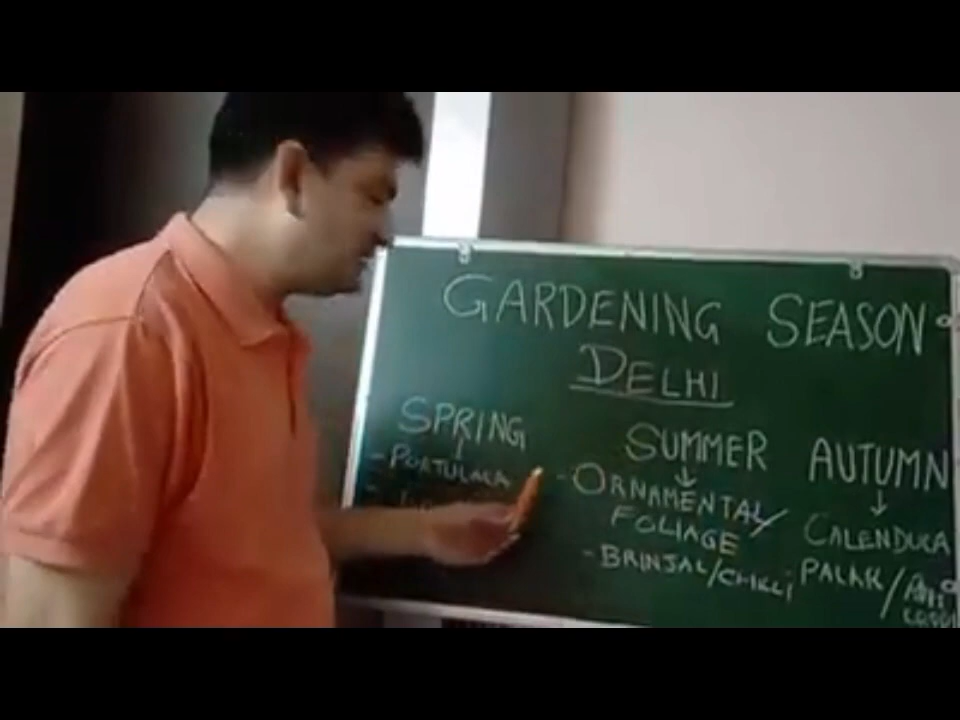 GARDENING SEASON
DELHI
SPRING
- PORTULACA
-
SUMMER
- ORNAMENTAL/
FOLIAGE
- BRINJAL/CHILLI
AUTUMN
CALENDULA
PALAK/